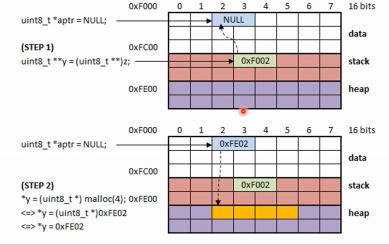 0xF000 0 1 2 3 4 5 6 7 16 bits
uint8_t *aptr = NULL; NULL
data
0xFC00
(STEP 1)
uint8_t **y = (uint8_t **)z; 0xF002 stack
0xFE00 heap
0xF000 0 1 2 3 4 5 6 7 16 bits
uint8_t *aptr = NULL; 0xFE02
data
0xFC00
(STEP 2) 0xF002 stack
*y = (uint8_t *) malloc(4); 0xFE00
<=> *y = (uint8_t *)0xFE02 heap
<=> *y = 0xFE02